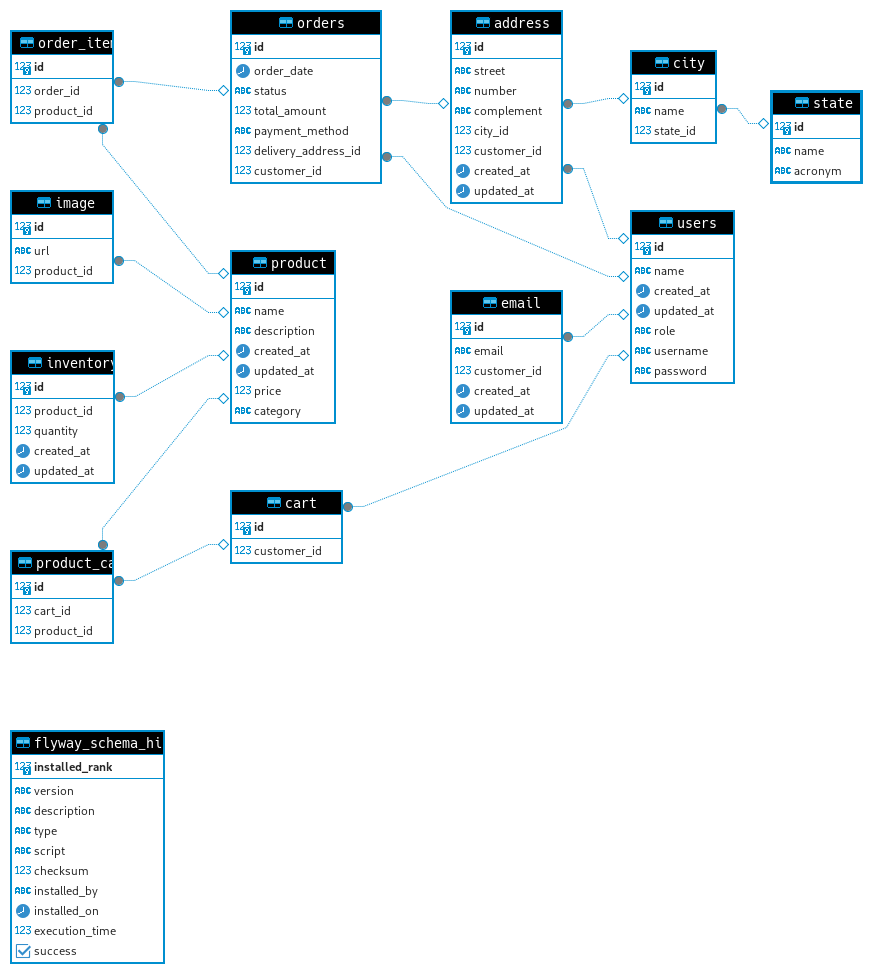 order_iten
123 id
123 order_id
123 product_id
orders
123 id
order_date
ABC status
123 total_amount
ABC payment_method
123 delivery_address_id
123 customer_id
address
123 id
ABC street
ABC number
ABC complement
123 city_id
123 customer_id
created_at
updated_at
city
123 id
ABC name
123 state_id
state
123 id
ABC name
ABC acronym
image
123 id
ABC url
123 product_id
product
123 id
ABC name
ABC description
created_at
updated_at
123 price
ABC category
email
123 id
ABC email
123 customer_id
created_at
updated_at
users
123 id
ABC name
created_at
updated_at
ABC role
ABC username
ABC password
inventory
123 id
123 product_id
123 quantity
created_at
updated_at
cart
123 id
123 customer_id
product_ca
123 id
123 cart_id
123 product_id
flyway_schema_hi
123 installed_rank
ABC version
ABC description
ABC type
ABC script
123 checksum
ABC installed_by
installed_on
123 execution_time
success